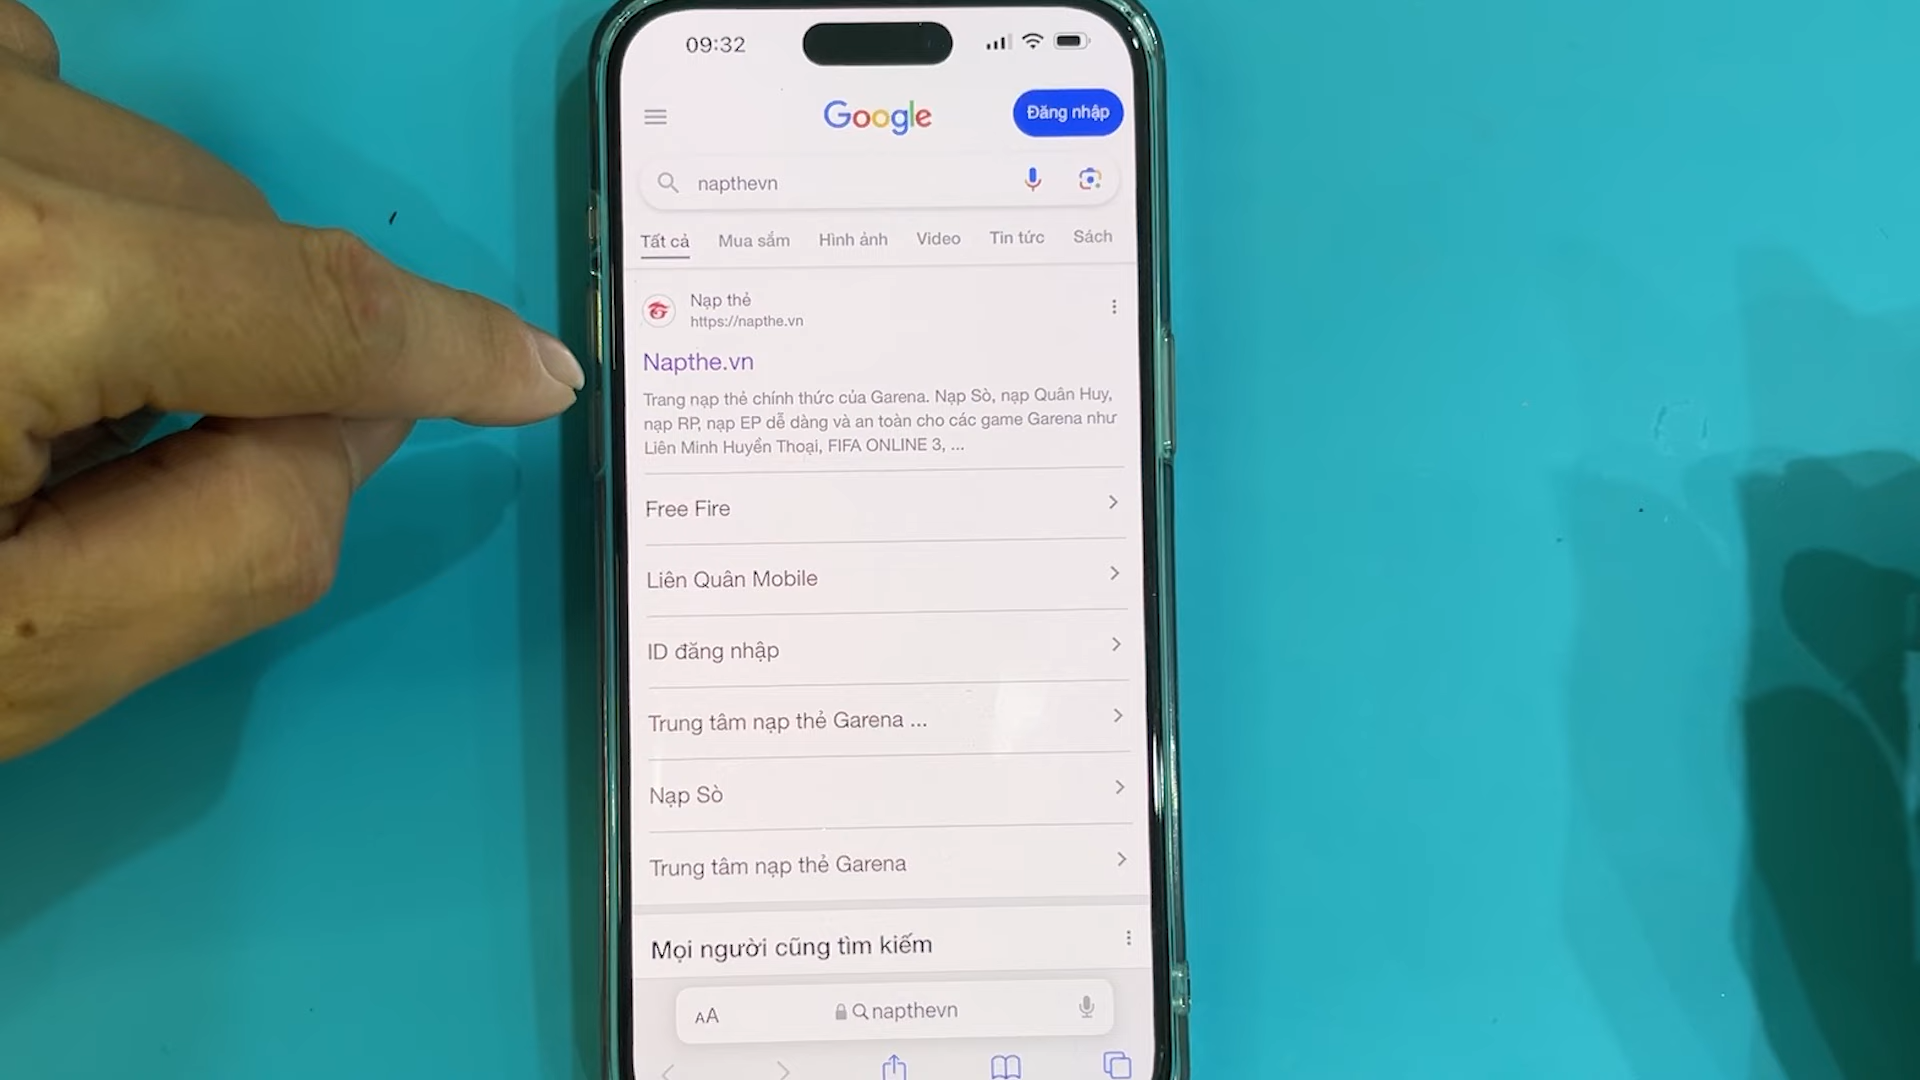 09:32
Google
Đăng nhập
napthevn
Tất cả Mua sắm Hình ảnh Video Tin tức Sách
Nạp thẻ
https://napthe.vn
Napthe.vn
Trang nạp thẻ chính thức của Garena. Nạp Sò, nạp Quân Huy,
nạp RP, nạp EP dễ dàng và an toàn cho các game Garena như
Liên Minh Huyền Thoại, FIFA ONLINE 3, ...
Free Fire
Liên Quân Mobile
ID đăng nhập
Trung tâm nạp thẻ Garena ...
Nạp Sò
Trung tâm nạp thẻ Garena
Mọi người cũng tìm kiếm
AA napthevn